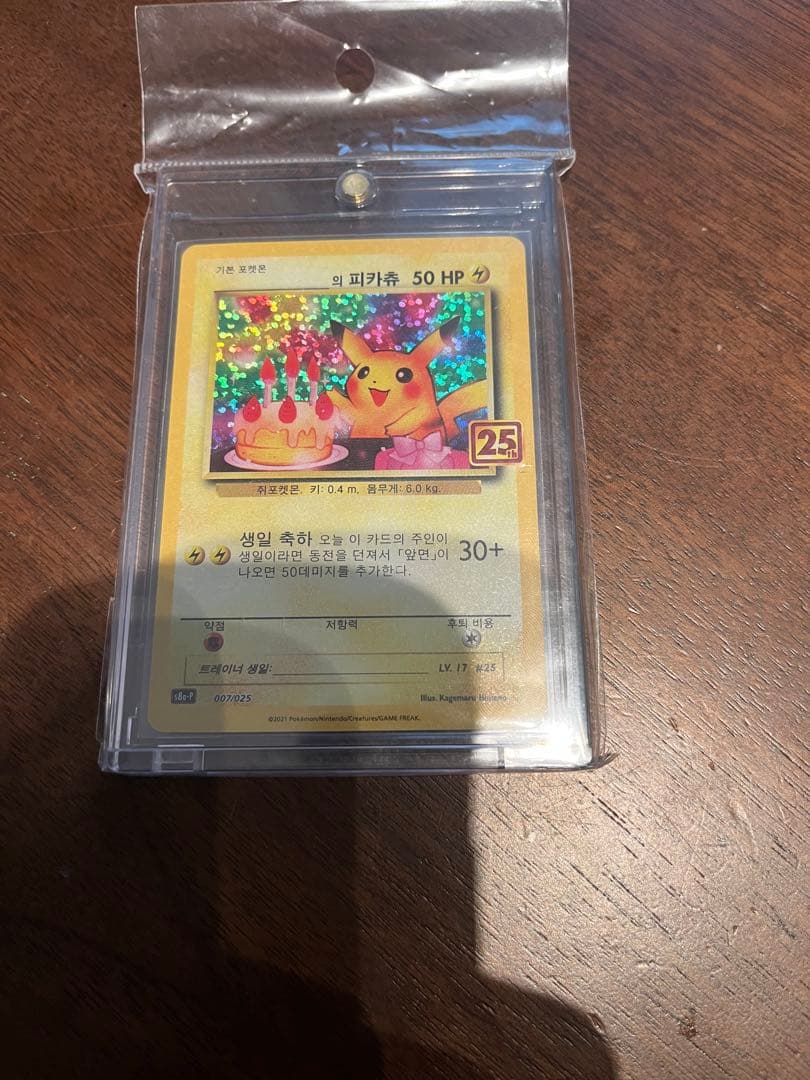 기본 포켓몬
의 피카츄 50 HP
25th
쥐포켓몬. 키: 0.4 m, 몸무게: 6.0 kg.
생일 축하 오늘 이 카드의 주인이
생일이라면 동전을 던져서 「앞면」이 30+
나오면 50데미지를 추가한다.
약점 저항력 후퇴 비용
트레이너 생일: LV. 17 #25
s8a-P 007/025 Illus. Kagemaru Himeno
©2021 Pokémon/Nintendo/Creatures/GAME FREAK.